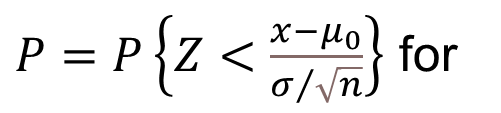 P = P {Z < (x−μ₀)/(σ/√n)} for